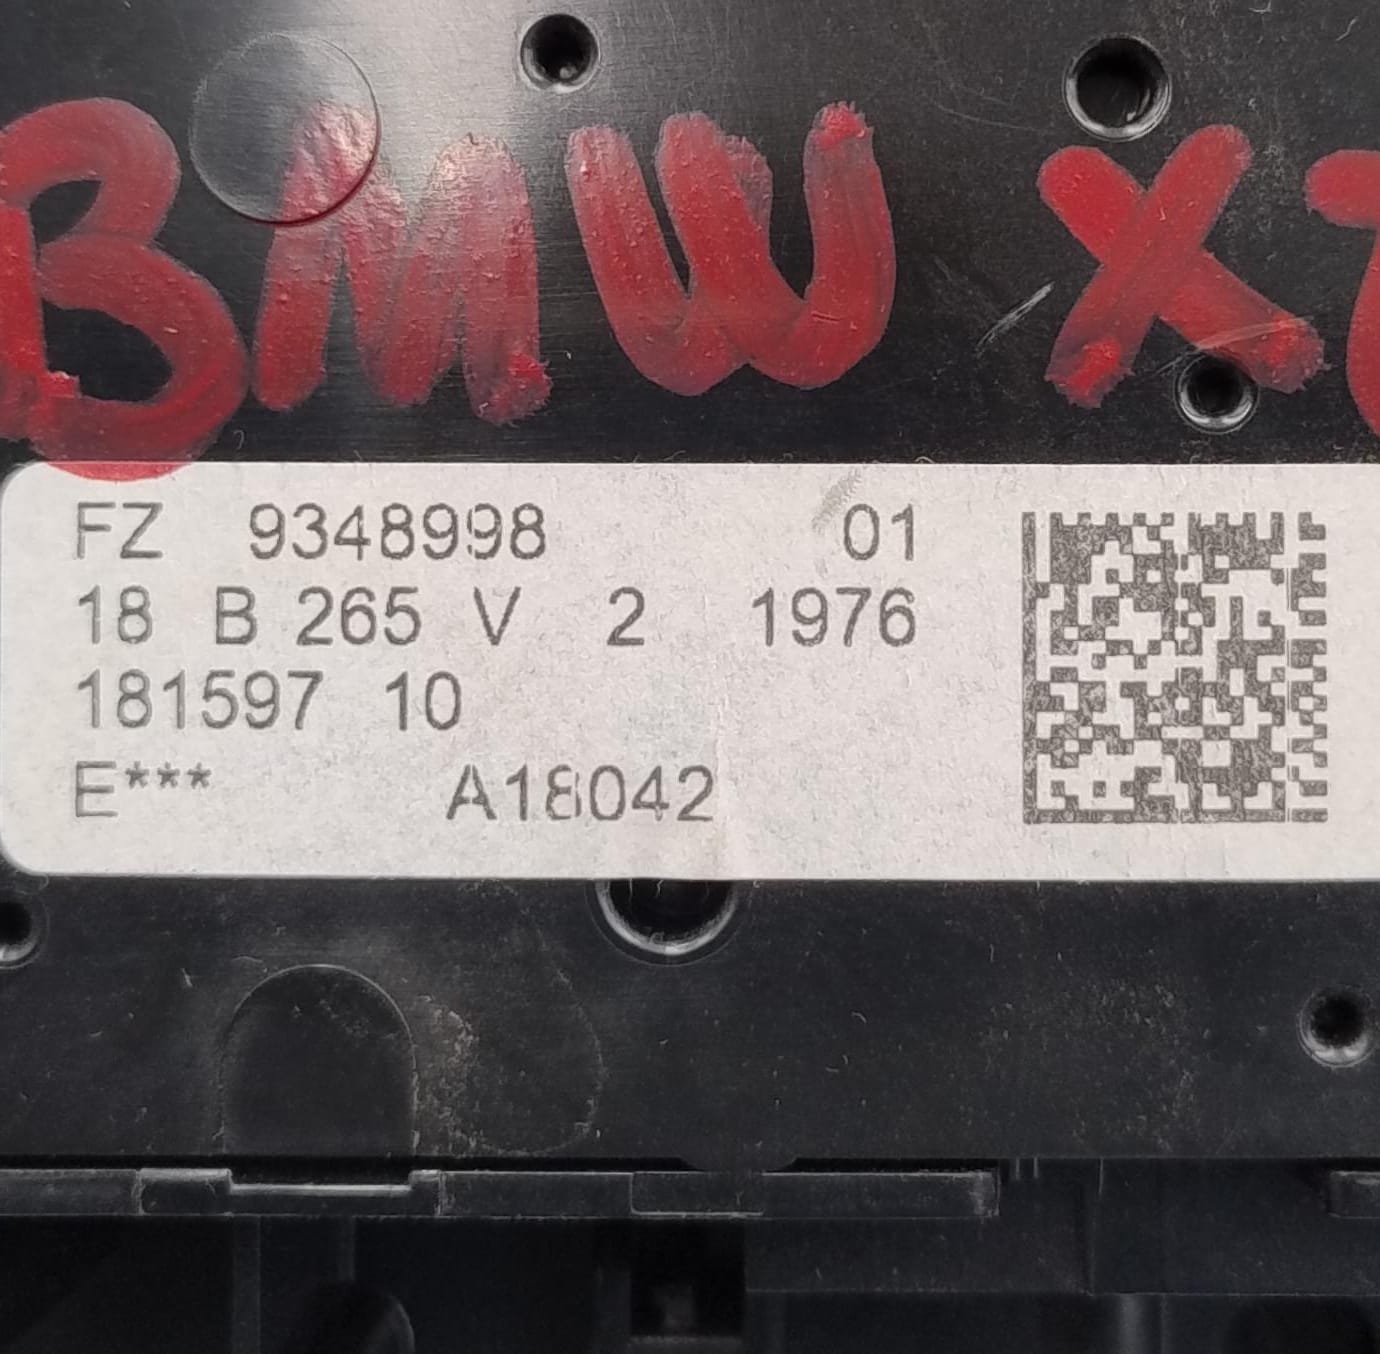 BMW X
FZ 9348998 01
18 B 265 V 2 1976
181597 10
E*** A18042